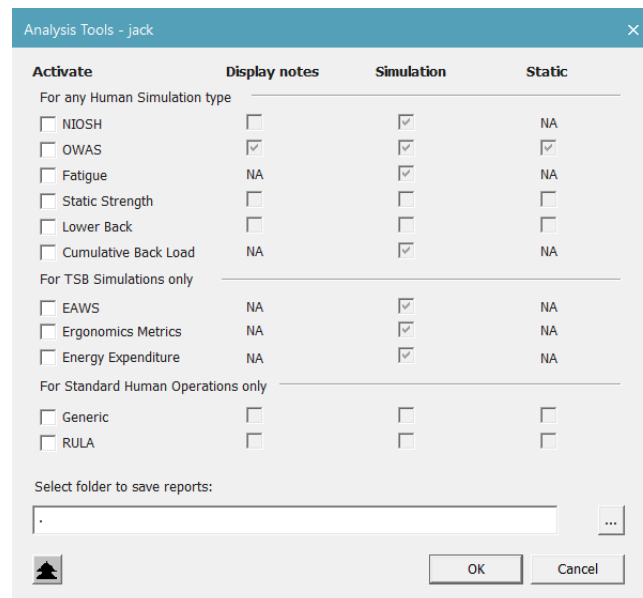 Analysis Tools - jack
Activate Display notes Simulation Static
For any Human Simulation type
NIOSH NA
OWAS
Fatigue NA NA
Static Strength
Lower Back
Cumulative Back Load NA NA
For TSB Simulations only
EAWS NA NA
Ergonomics Metrics NA NA
Energy Expenditure NA NA
For Standard Human Operations only
Generic
RULA
Select folder to save reports:
.
...
OK Cancel